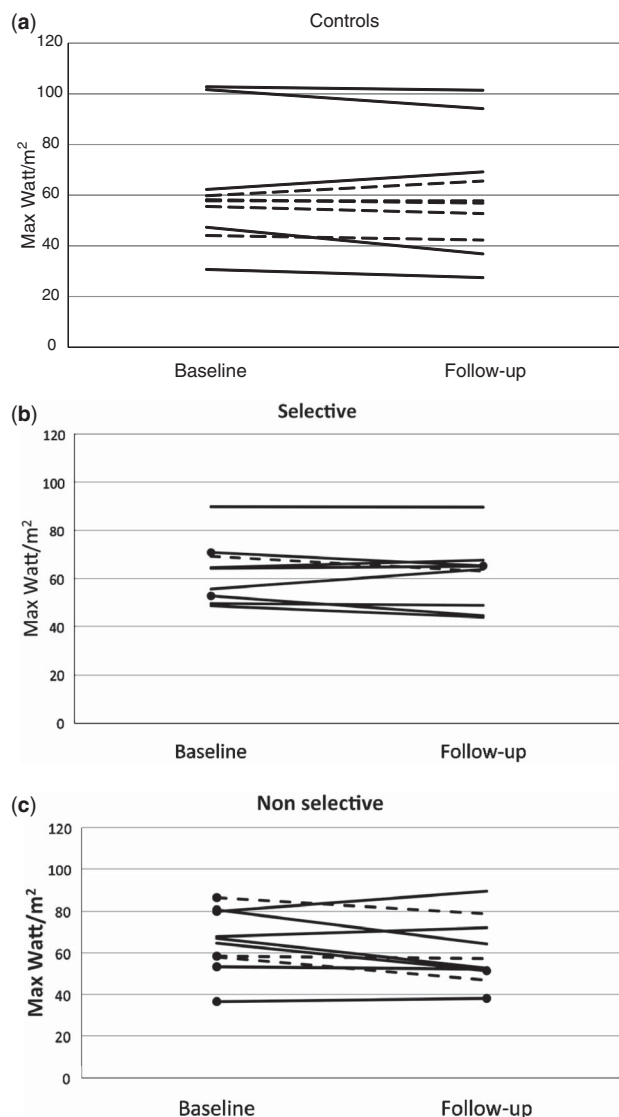 (a)
Controls
120
100
80
60
40
20
0
Max Watt/m²
Baseline Follow-up
(b)
Selective
120
100
80
60
40
20
0
Max Watt/m²
Baseline Follow-up
(c)
Non selective
120
100
80
60
40
20
0
Max Watt/m²
Baseline Follow-up